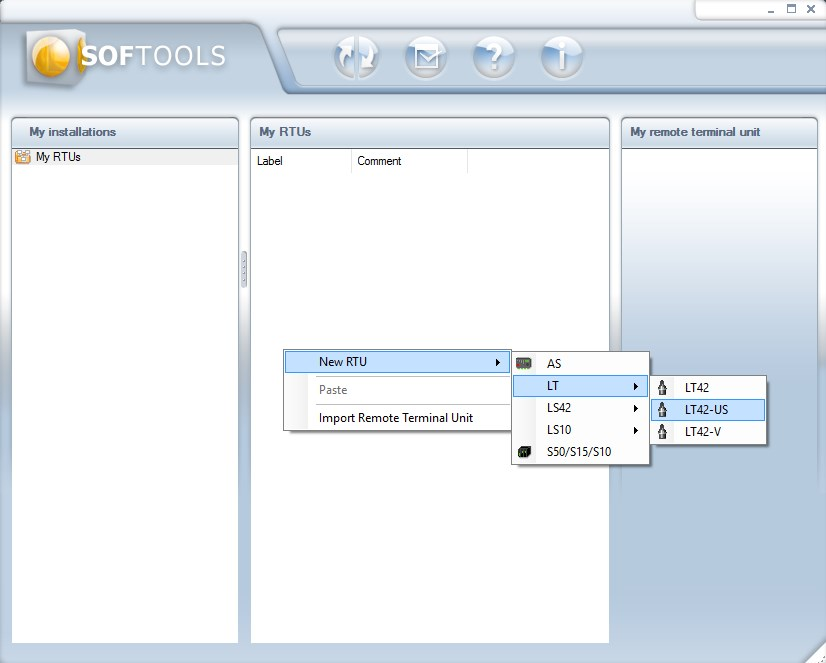 SOFTOOLS
My installations
My RTUs
My remote terminal unit
My RTUs
Label
Comment
New RTU
Paste
Import Remote Terminal Unit
AS
LT
LS42
LS10
S50/S15/S10
LT42
LT42-US
LT42-V